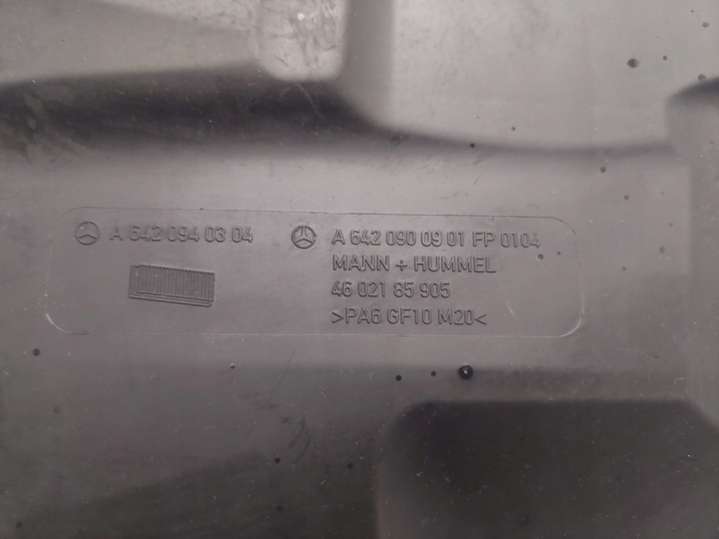 A 642 094 03 04
A 642 090 09 01 FP 0104
MANN + HUMMEL
46 021 85 905
>PA6 GF10 M20<